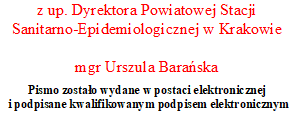 z up. Dyrektora Powiatowej Stacji
Sanitarno-Epidemiologicznej w Krakowie
mgr Urszula Barańska
Pismo zostało wydane w postaci elektronicznej
i podpisane kwalifikowanym podpisem elektronicznym